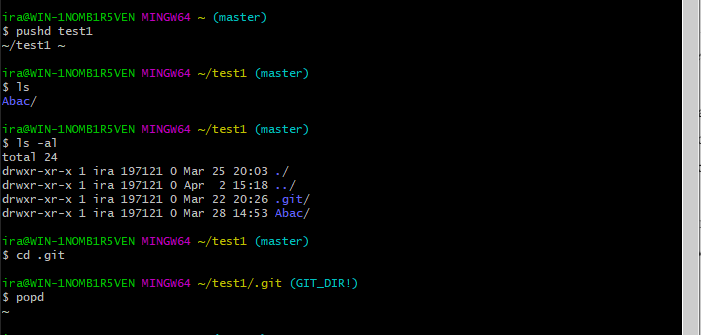 ira@WIN-1NOMB1R5VEN MINGW64 ~ (master)
$ pushd test1
~/test1 ~
ira@WIN-1NOMB1R5VEN MINGW64 ~/test1 (master)
$ ls
Abac/
ira@WIN-1NOMB1R5VEN MINGW64 ~/test1 (master)
$ ls -al
total 24
drwxr-xr-x 1 ira 197121 0 Mar 25 20:03 ./
drwxr-xr-x 1 ira 197121 0 Apr  2 15:18 ../
drwxr-xr-x 1 ira 197121 0 Mar 22 20:26 .git/
drwxr-xr-x 1 ira 197121 0 Mar 28 14:53 Abac/
ira@WIN-1NOMB1R5VEN MINGW64 ~/test1 (master)
$ cd .git
ira@WIN-1NOMB1R5VEN MINGW64 ~/test1/.git (GIT_DIR!)
$ popd
~